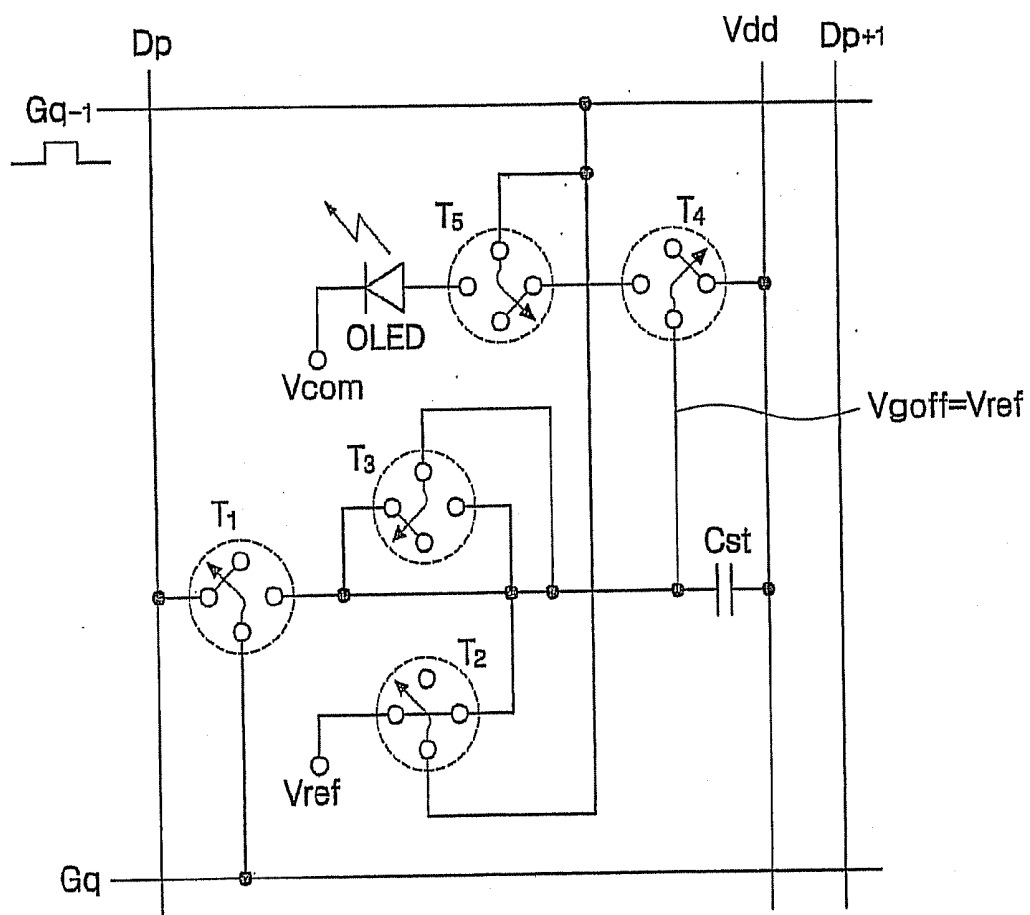 Dp
Vdd
Dp+1
Gq-1
T5
T4
OLED
Vcom
Vgoff=Vref
T3
T1
Cst
T2
Vref
Gq